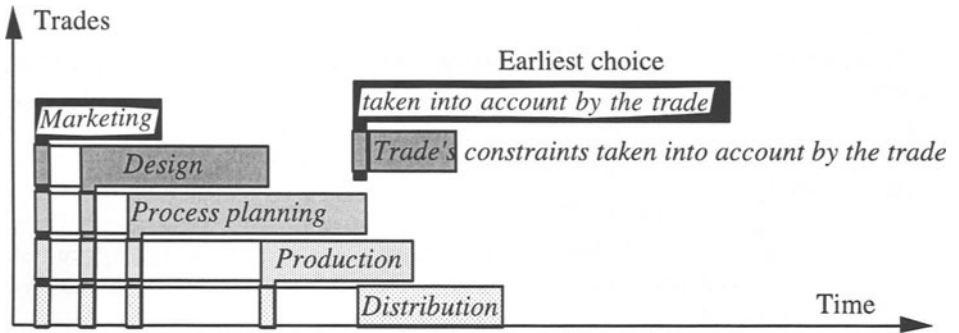 Trades
Earliest choice
taken into account by the trade
Marketing
Trade's constraints taken into account by the trade
Design
Process planning
Production
Distribution
Time